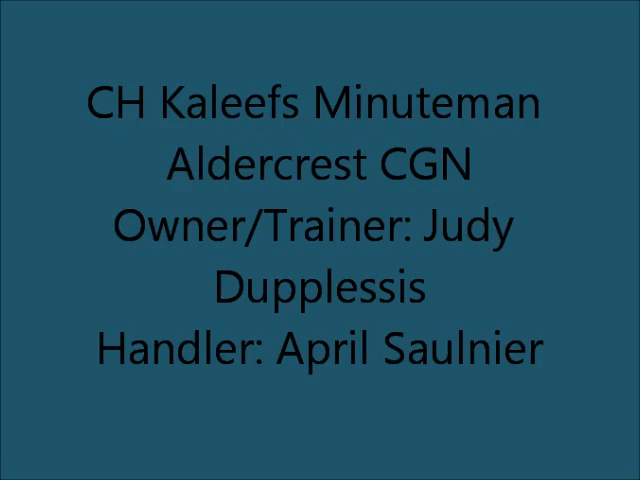 CH Kaleefs Minuteman
Aldercrest CGN
Owner/Trainer: Judy
Dupplessis
Handler: April Saulnier